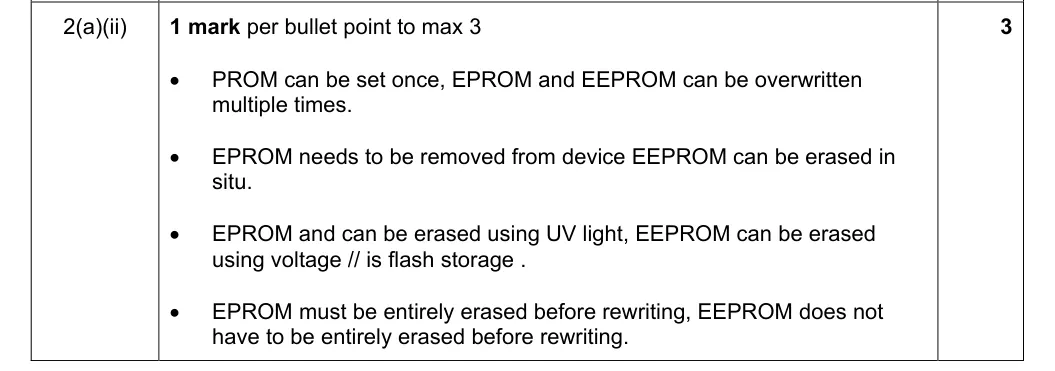 2(a)(ii) 1 mark per bullet point to max 3 3
• PROM can be set once, EPROM and EEPROM can be overwritten
multiple times.
• EPROM needs to be removed from device EEPROM can be erased in
situ.
• EPROM and can be erased using UV light, EEPROM can be erased
using voltage // is flash storage .
• EPROM must be entirely erased before rewriting, EEPROM does not
have to be entirely erased before rewriting.